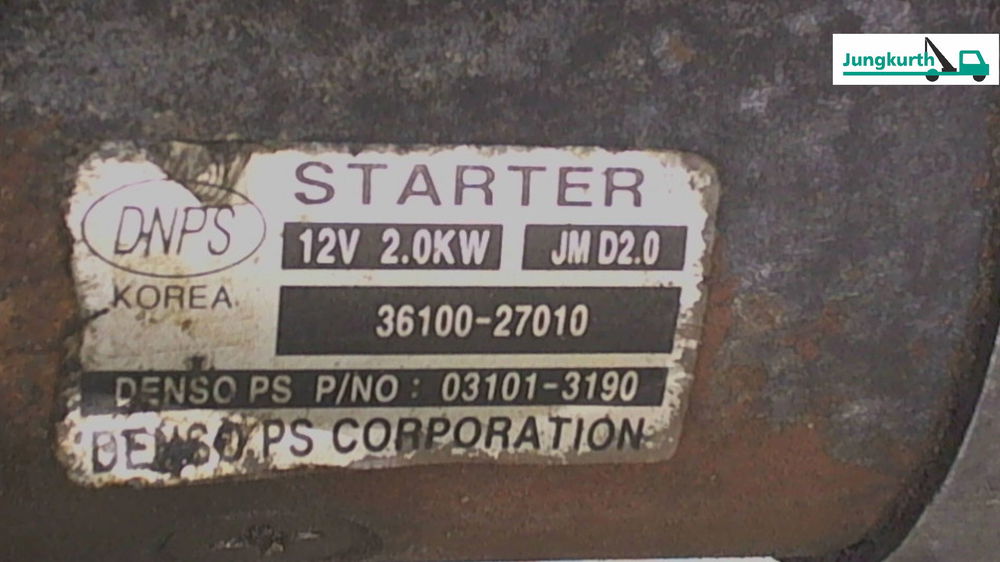 Jungkurth
STARTER
DNPS
12V 2.0KW
JM D2.0
KOREA
36100-27010
DENSO PS P/NO : 03101-3190
DENSO PS CORPORATION